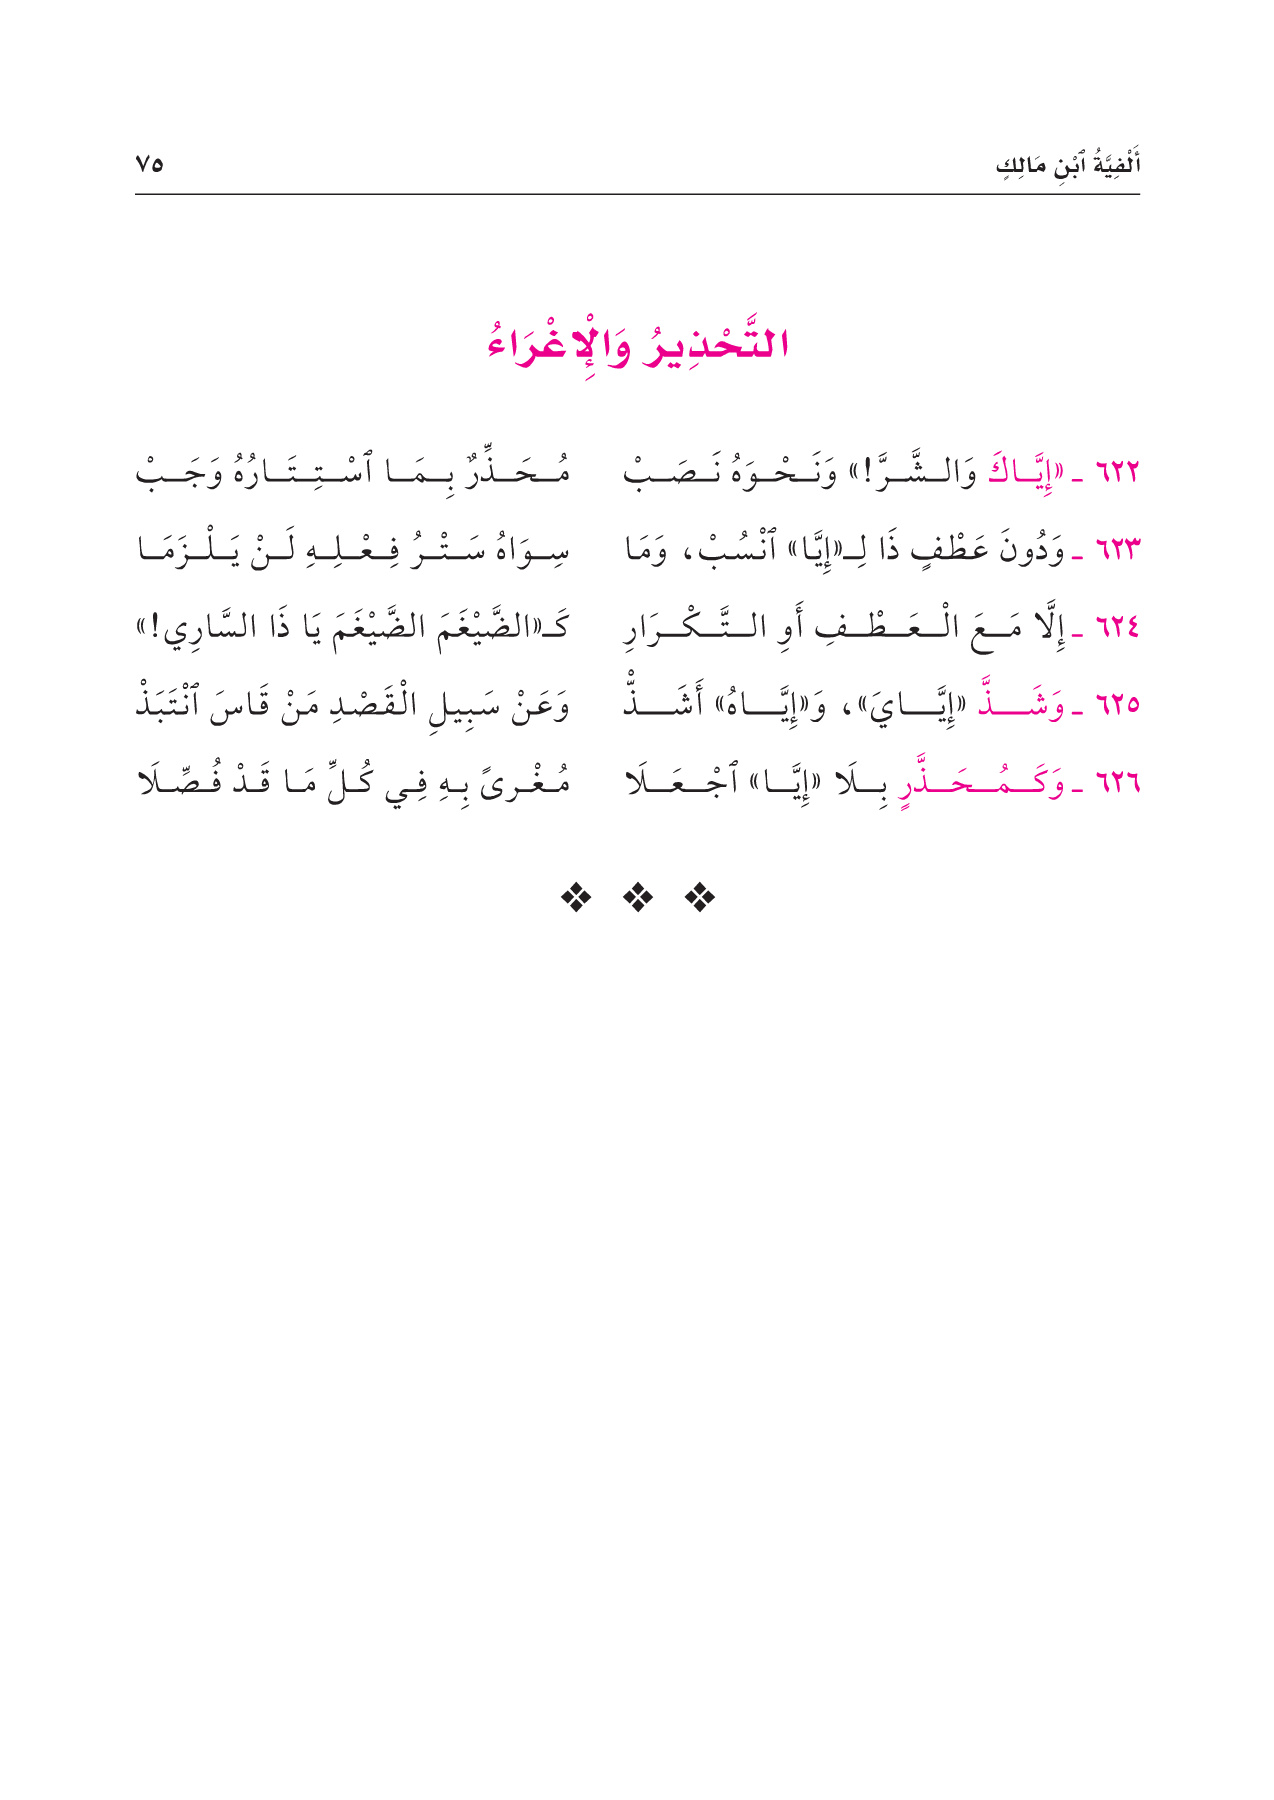 أَلْفِيَّةُ ٱبْنِ مَالِكٍ ٧٥
التَّحْذِيرُ وَالْإِغْرَاءُ
٦٢٢ ـ «إِيَّاكَ وَالشَّرَّ!» وَنَحْوَهُ نَصَبْ مُحَذِّرٌ بِمَا ٱسْتِتَارُهُ وَجَبْ
٦٢٣ ـ وَدُونَ عَطْفٍ ذَا لِـ«إِيَّا» ٱنْسُبْ، وَمَا سِوَاهُ سَتْرُ فِعْلِهِ لَنْ يَلْزَمَا
٦٢٤ ـ إِلَّا مَعَ الْعَطْفِ أَوِ التَّكْرَارِ كَـ«الضَّيْغَمَ الضَّيْغَمَ يَا ذَا السَّارِي!»
٦٢٥ ـ وَشَذَّ «إِيَّايَ»، وَ«إِيَّاهُ» أَشَذّْ وَعَنْ سَبِيلِ الْقَصْدِ مَنْ قَاسَ ٱنْتَبَذْ
٦٢٦ ـ وَكَمُحَذَّرٍ بِلَا «إِيَّا» ٱجْعَلَا مُغْرىً بِهِ فِي كُلِّ مَا قَدْ فُصِّلَا